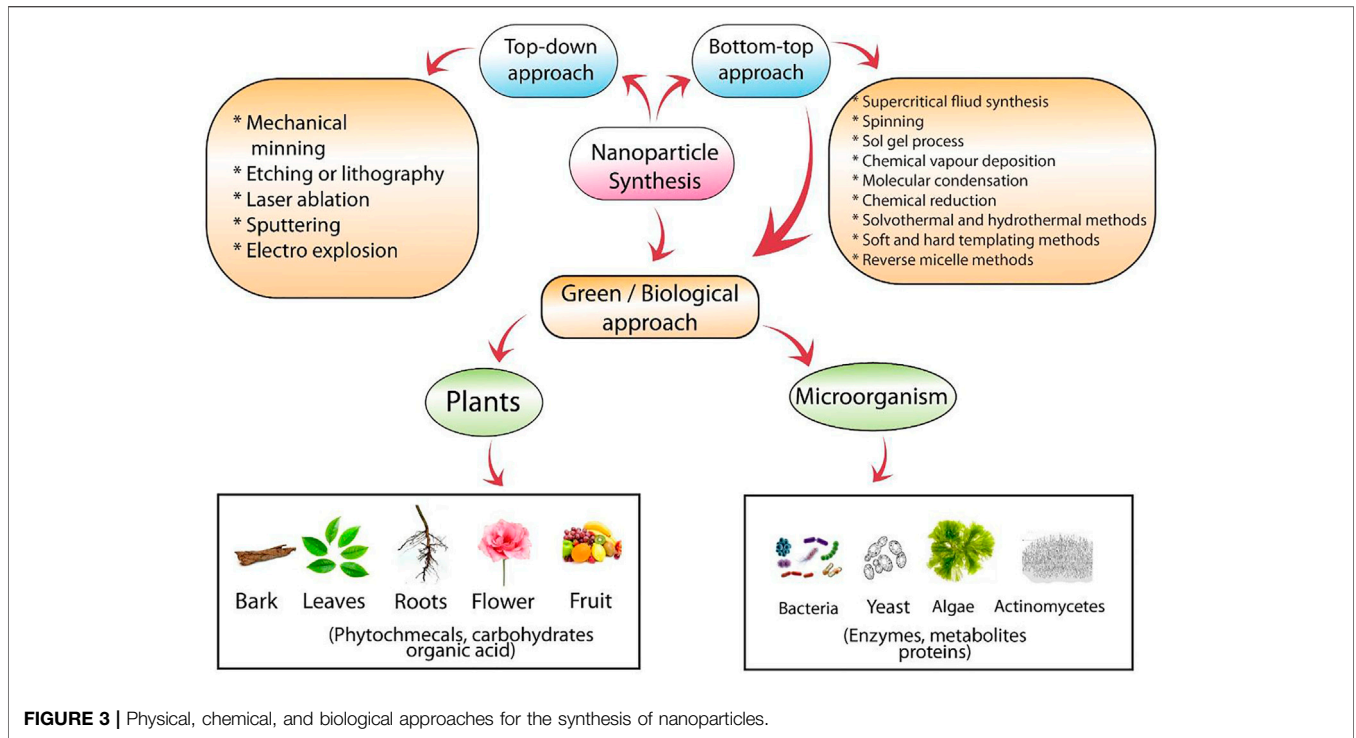 Top-down
approach
Bottom-top
approach
* Mechanical
minning
* Etching or lithography
* Laser ablation
* Sputtering
* Electro explosion
Nanoparticle
Synthesis
* Supercritical fliud synthesis
* Spinning
* Sol gel process
* Chemical vapour deposition
* Molecular condensation
* Chemical reduction
* Solvothermal and hydrothermal methods
* Soft and hard templating methods
* Reverse micelle methods
Green / Biological
approach
Plants
Microorganism
Bark Leaves Roots Flower Fruit
(Phytochmecals, carbohydrates
organic acid)
Bacteria Yeast Algae Actinomycetes
(Enzymes, metabolites
proteins)
FIGURE 3 | Physical, chemical, and biological approaches for the synthesis of nanoparticles.